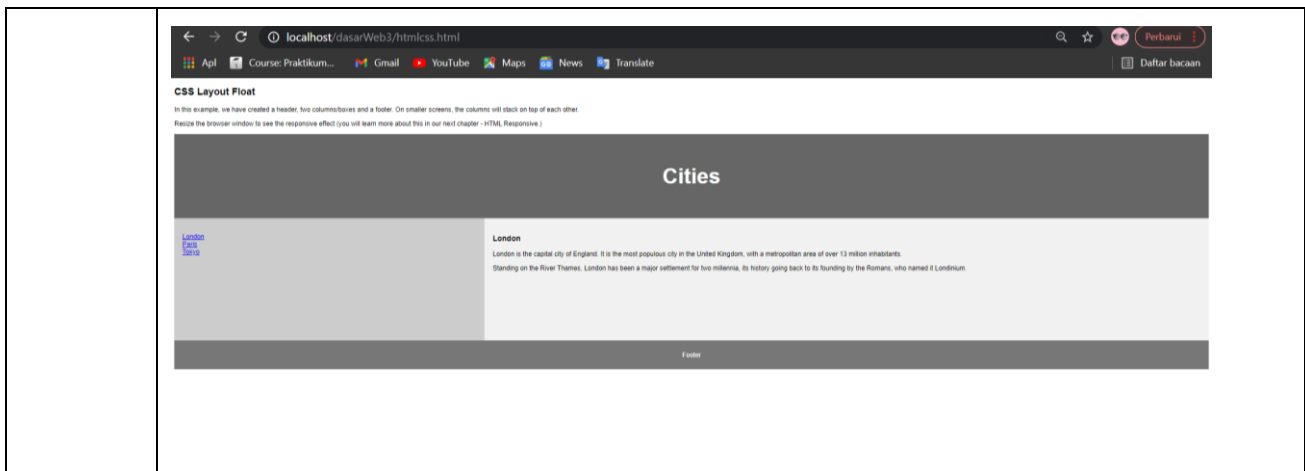 localhost/dasarWeb3/htmlcss.html
Perbarui
Apl Course: Praktikum... Gmail YouTube Maps News Translate Daftar bacaan
CSS Layout Float
In this example, we have created a header, two columns/boxes and a footer. On smaller screens, the columns will stack on top of each other.
Resize the browser window to see the responsive effect (you will learn more about this in our next chapter - HTML Responsive.)
Cities
London
Paris
Tokyo
London
London is the capital city of England. It is the most populous city in the United Kingdom, with a metropolitan area of over 13 million inhabitants.
Standing on the River Thames, London has been a major settlement for two millennia, its history going back to its founding by the Romans, who named it Londinium.
Footer